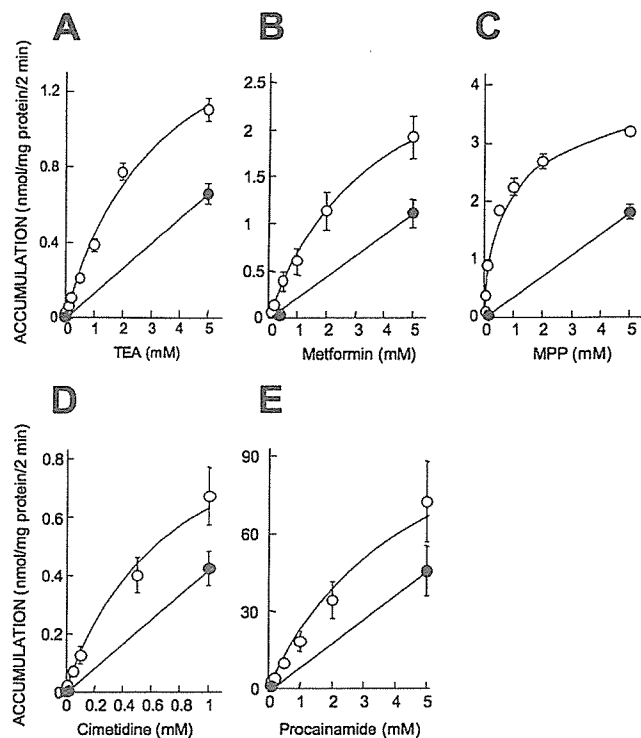 A
B
C
ACCUMULATION (nmol/mg protein/2 min)
1.2
0.8
0.4
0
0 1 2 3 4 5
TEA (mM)
2.5
2
1.5
1
0.5
0
0 1 2 3 4 5
Metformin (mM)
4
3
2
1
0
0 1 2 3 4 5
MPP (mM)
D
E
ACCUMULATION (nmol/mg protein/2 min)
0.8
0.6
0.4
0.2
0
0 0.2 0.4 0.6 0.8 1
Cimetidine (mM)
90
60
30
0
0 1 2 3 4 5
Procainamide (mM)